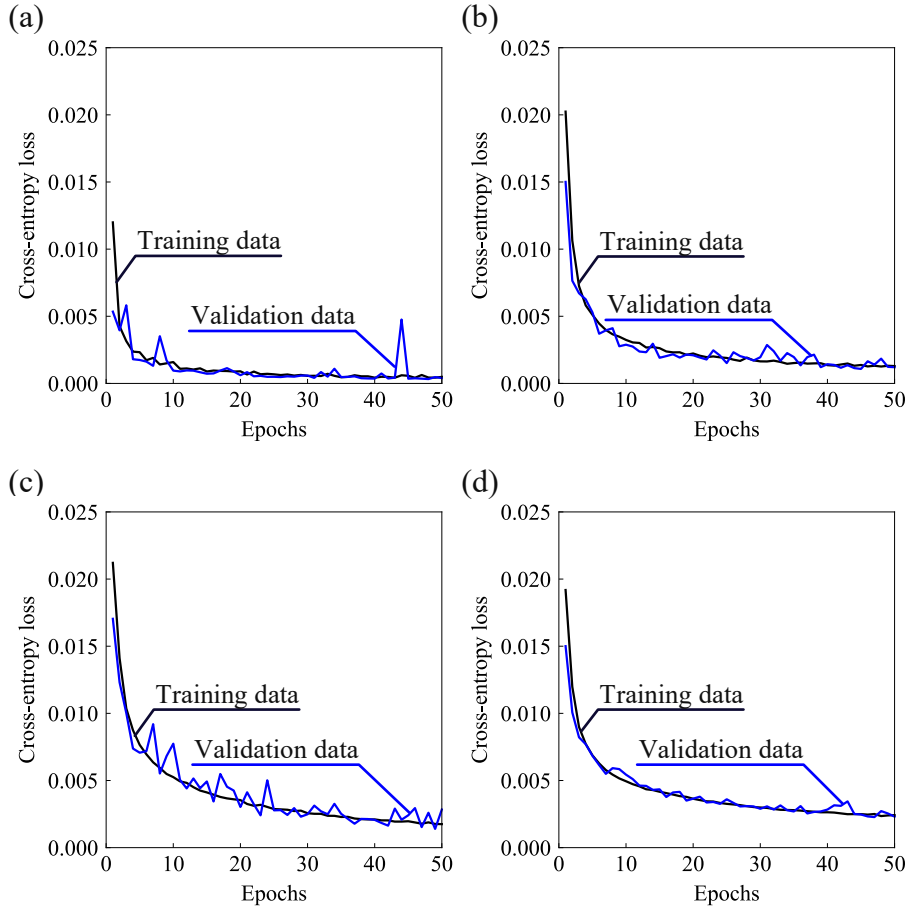 (a)
0.025
0.020
0.015
0.010
0.005
0.000
Cross-entropy loss
Training data
Validation data
0 10 20 30 40 50
Epochs
(b)
0.025
0.020
0.015
0.010
0.005
0.000
Cross-entropy loss
Training data
Validation data
0 10 20 30 40 50
Epochs
(c)
0.025
0.020
0.015
0.010
0.005
0.000
Cross-entropy loss
Training data
Validation data
0 10 20 30 40 50
Epochs
(d)
0.025
0.020
0.015
0.010
0.005
0.000
Cross-entropy loss
Training data
Validation data
0 10 20 30 40 50
Epochs